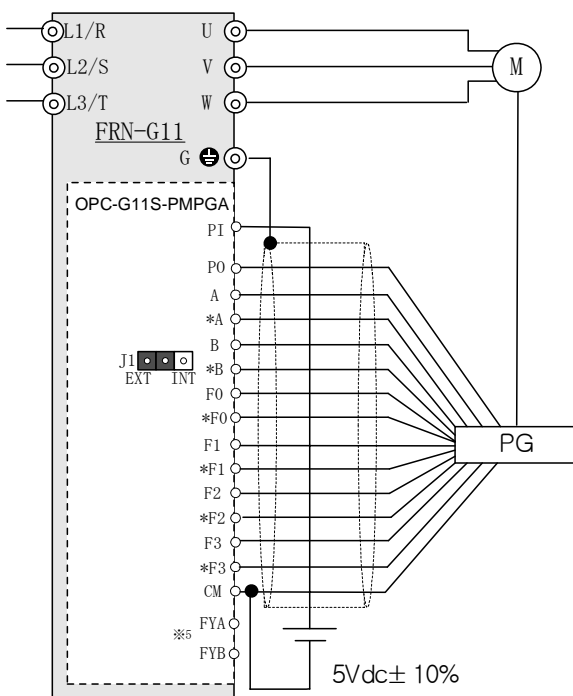 L1/R U
L2/S V M
L3/T W
FRN-G11
G
OPC-G11S-PMPGA
PI
PO
A
*A
B
J1
*B
EXT INT
F0
*F0
F1 PG
*F1
F2
*F2
F3
*F3
CM
※5 FYA
FYB
5Vdc± 10%